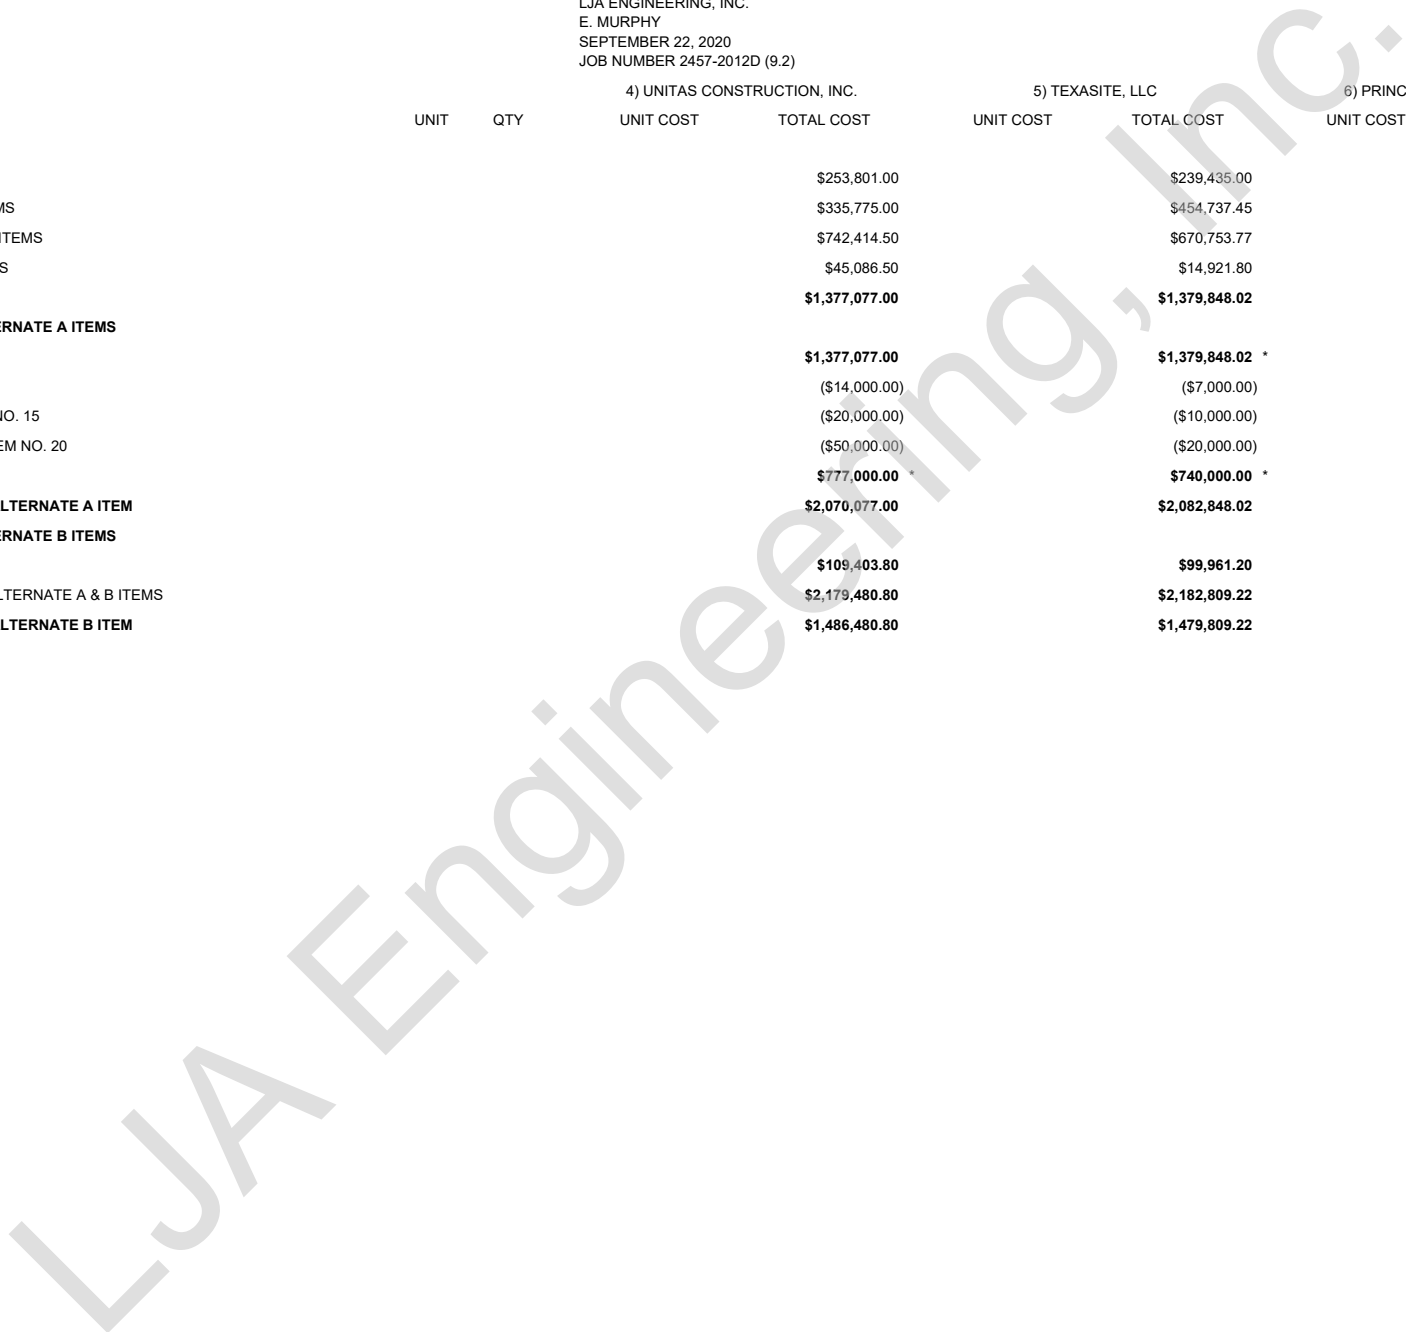 LJA ENGINEERING, INC.
E. MURPHY
SEPTEMBER 22, 2020
JOB NUMBER 2457-2012D (9.2)
4) UNITAS CONSTRUCTION, INC. 5) TEXASITE, LLC 6) PRINC
UNIT QTY UNIT COST TOTAL COST UNIT COST TOTAL COST UNIT COST
$253,801.00 $239,435.00
MS $335,775.00 $454,737.45
ITEMS $742,414.50 $670,753.77
S $45,086.50 $14,921.80
$1,377,077.00 $1,379,848.02
ERNATE A ITEMS
$1,377,077.00 $1,379,848.02 *
($14,000.00) ($7,000.00)
NO. 15 ($20,000.00) ($10,000.00)
EM NO. 20 ($50,000.00) ($20,000.00)
$777,000.00 * $740,000.00 *
LTERNATE A ITEM $2,070,077.00 $2,082,848.02
ERNATE B ITEMS
$109,403.80 $99,961.20
LTERNATE A & B ITEMS $2,179,480.80 $2,182,809.22
LTERNATE B ITEM $1,486,480.80 $1,479,809.22
LJA Engineering, Inc.